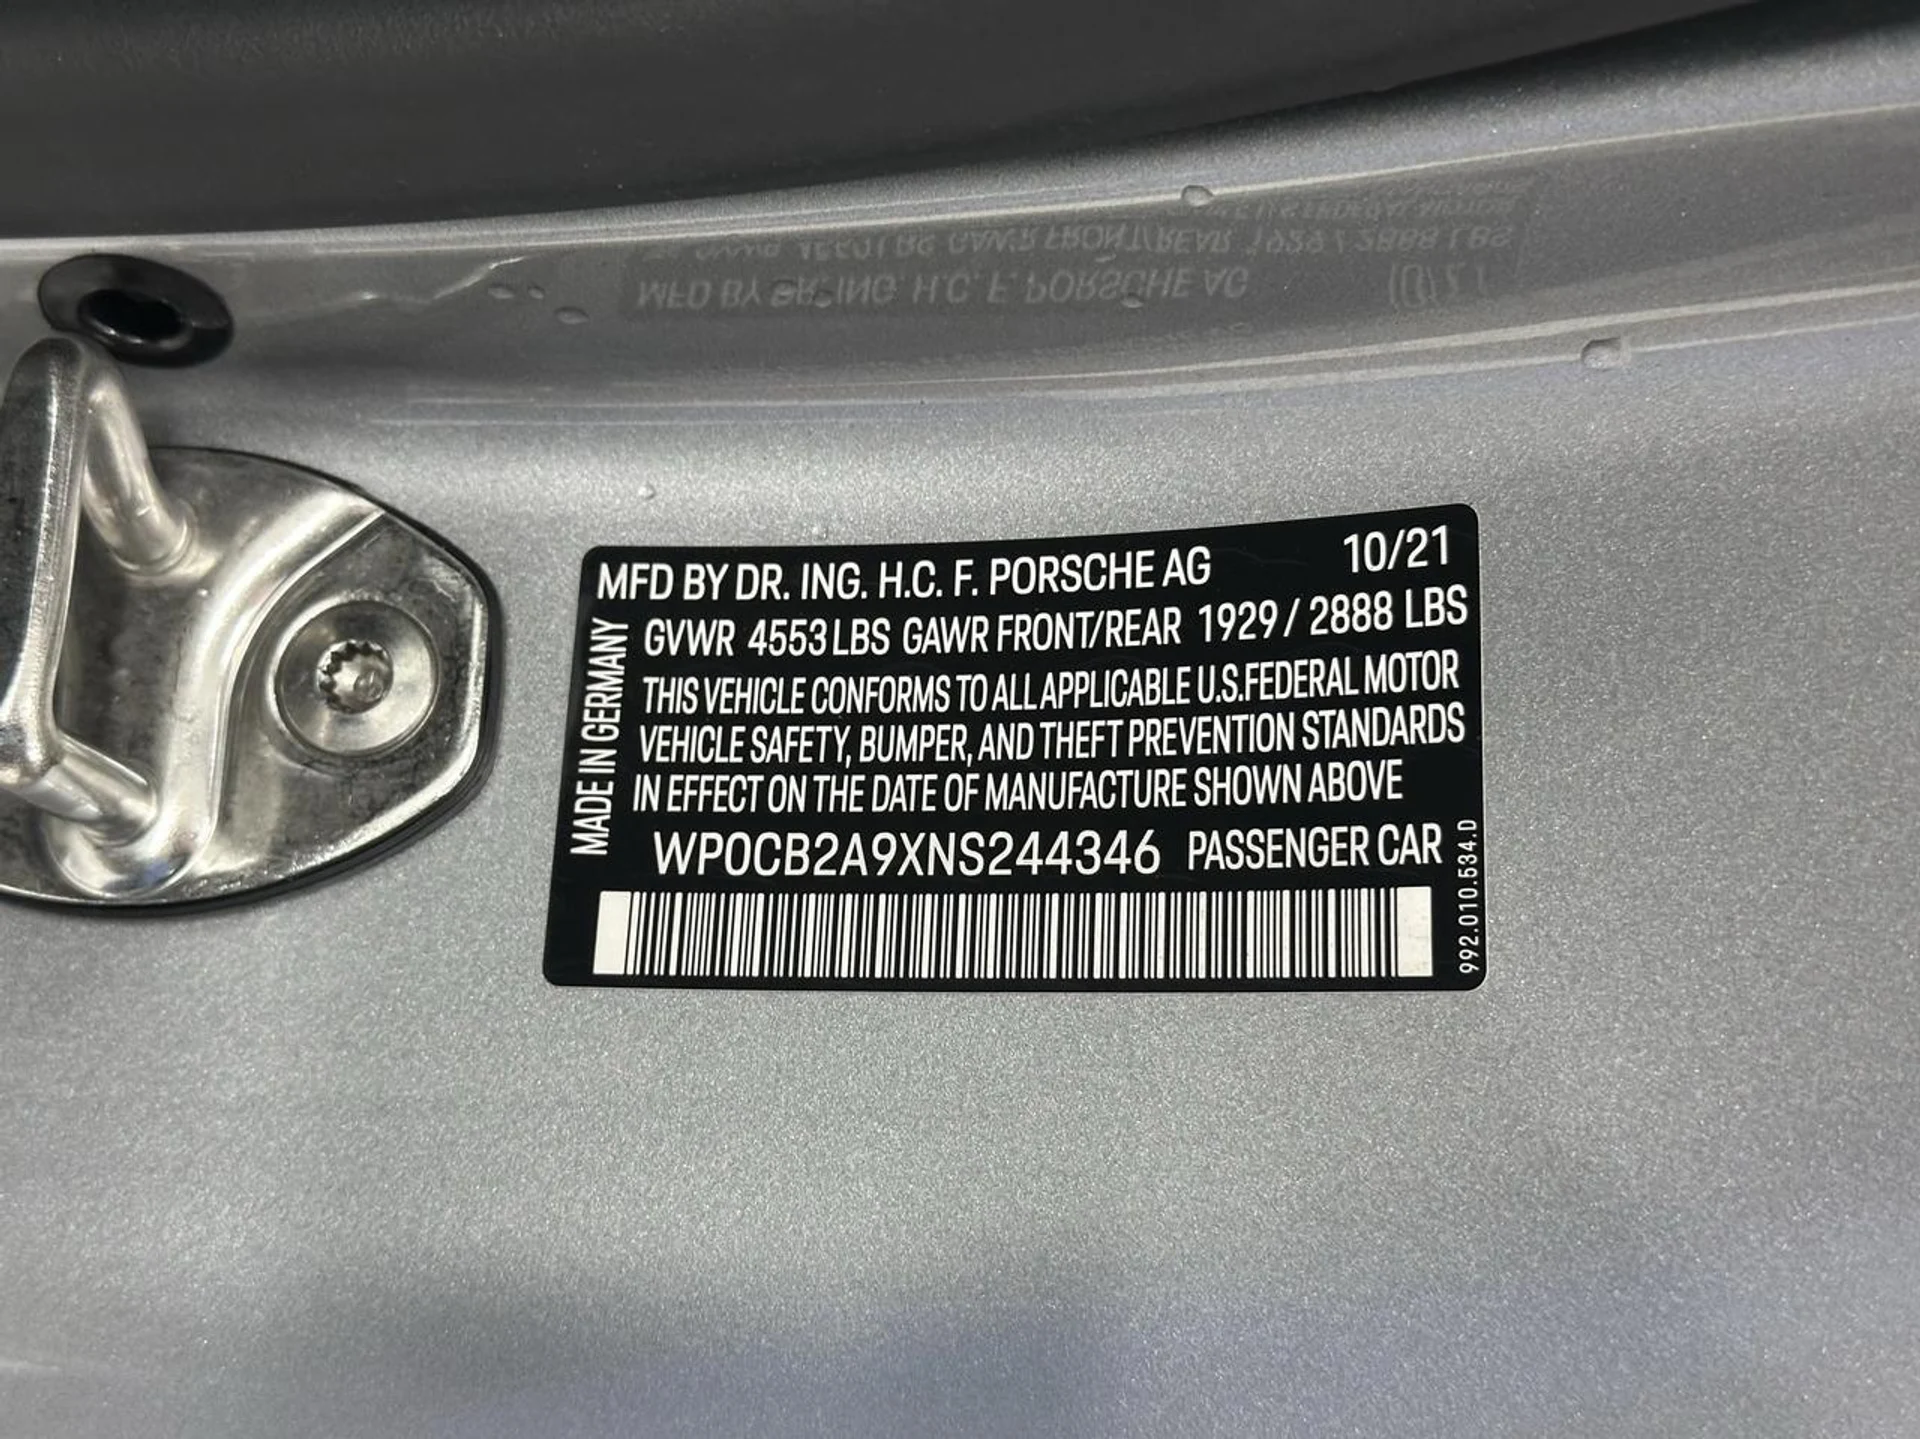 MFD BY DR. ING. H.C. F. PORSCHE AG 10/21
GVWR 4553 LBS GAWR FRONT/REAR 1929 / 2888 LBS
THIS VEHICLE CONFORMS TO ALL APPLICABLE U.S. FEDERAL MOTOR
VEHICLE SAFETY, BUMPER, AND THEFT PREVENTION STANDARDS
IN EFFECT ON THE DATE OF MANUFACTURE SHOWN ABOVE
WP0CB2A9XNS244346 PASSENGER CAR
MADE IN GERMANY
992.010.534.D